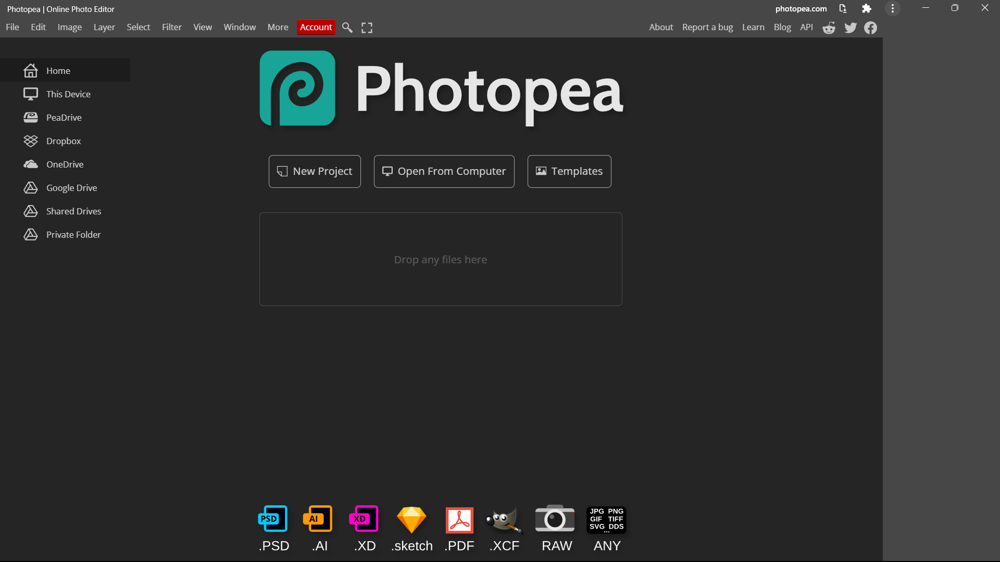 Photopea | Online Photo Editor
photopea.com
File Edit Image Layer Select Filter View Window More Account
About Report a bug Learn Blog API
Home
This Device
PeaDrive
Dropbox
OneDrive
Google Drive
Shared Drives
Private Folder
Photopea
New Project
Open From Computer
Templates
Drop any files here
PSD
AI
XD
JPG PNG
GIF TIFF
SVG DDS
...
.PSD
.AI
.XD
.sketch
.PDF
.XCF
RAW
ANY